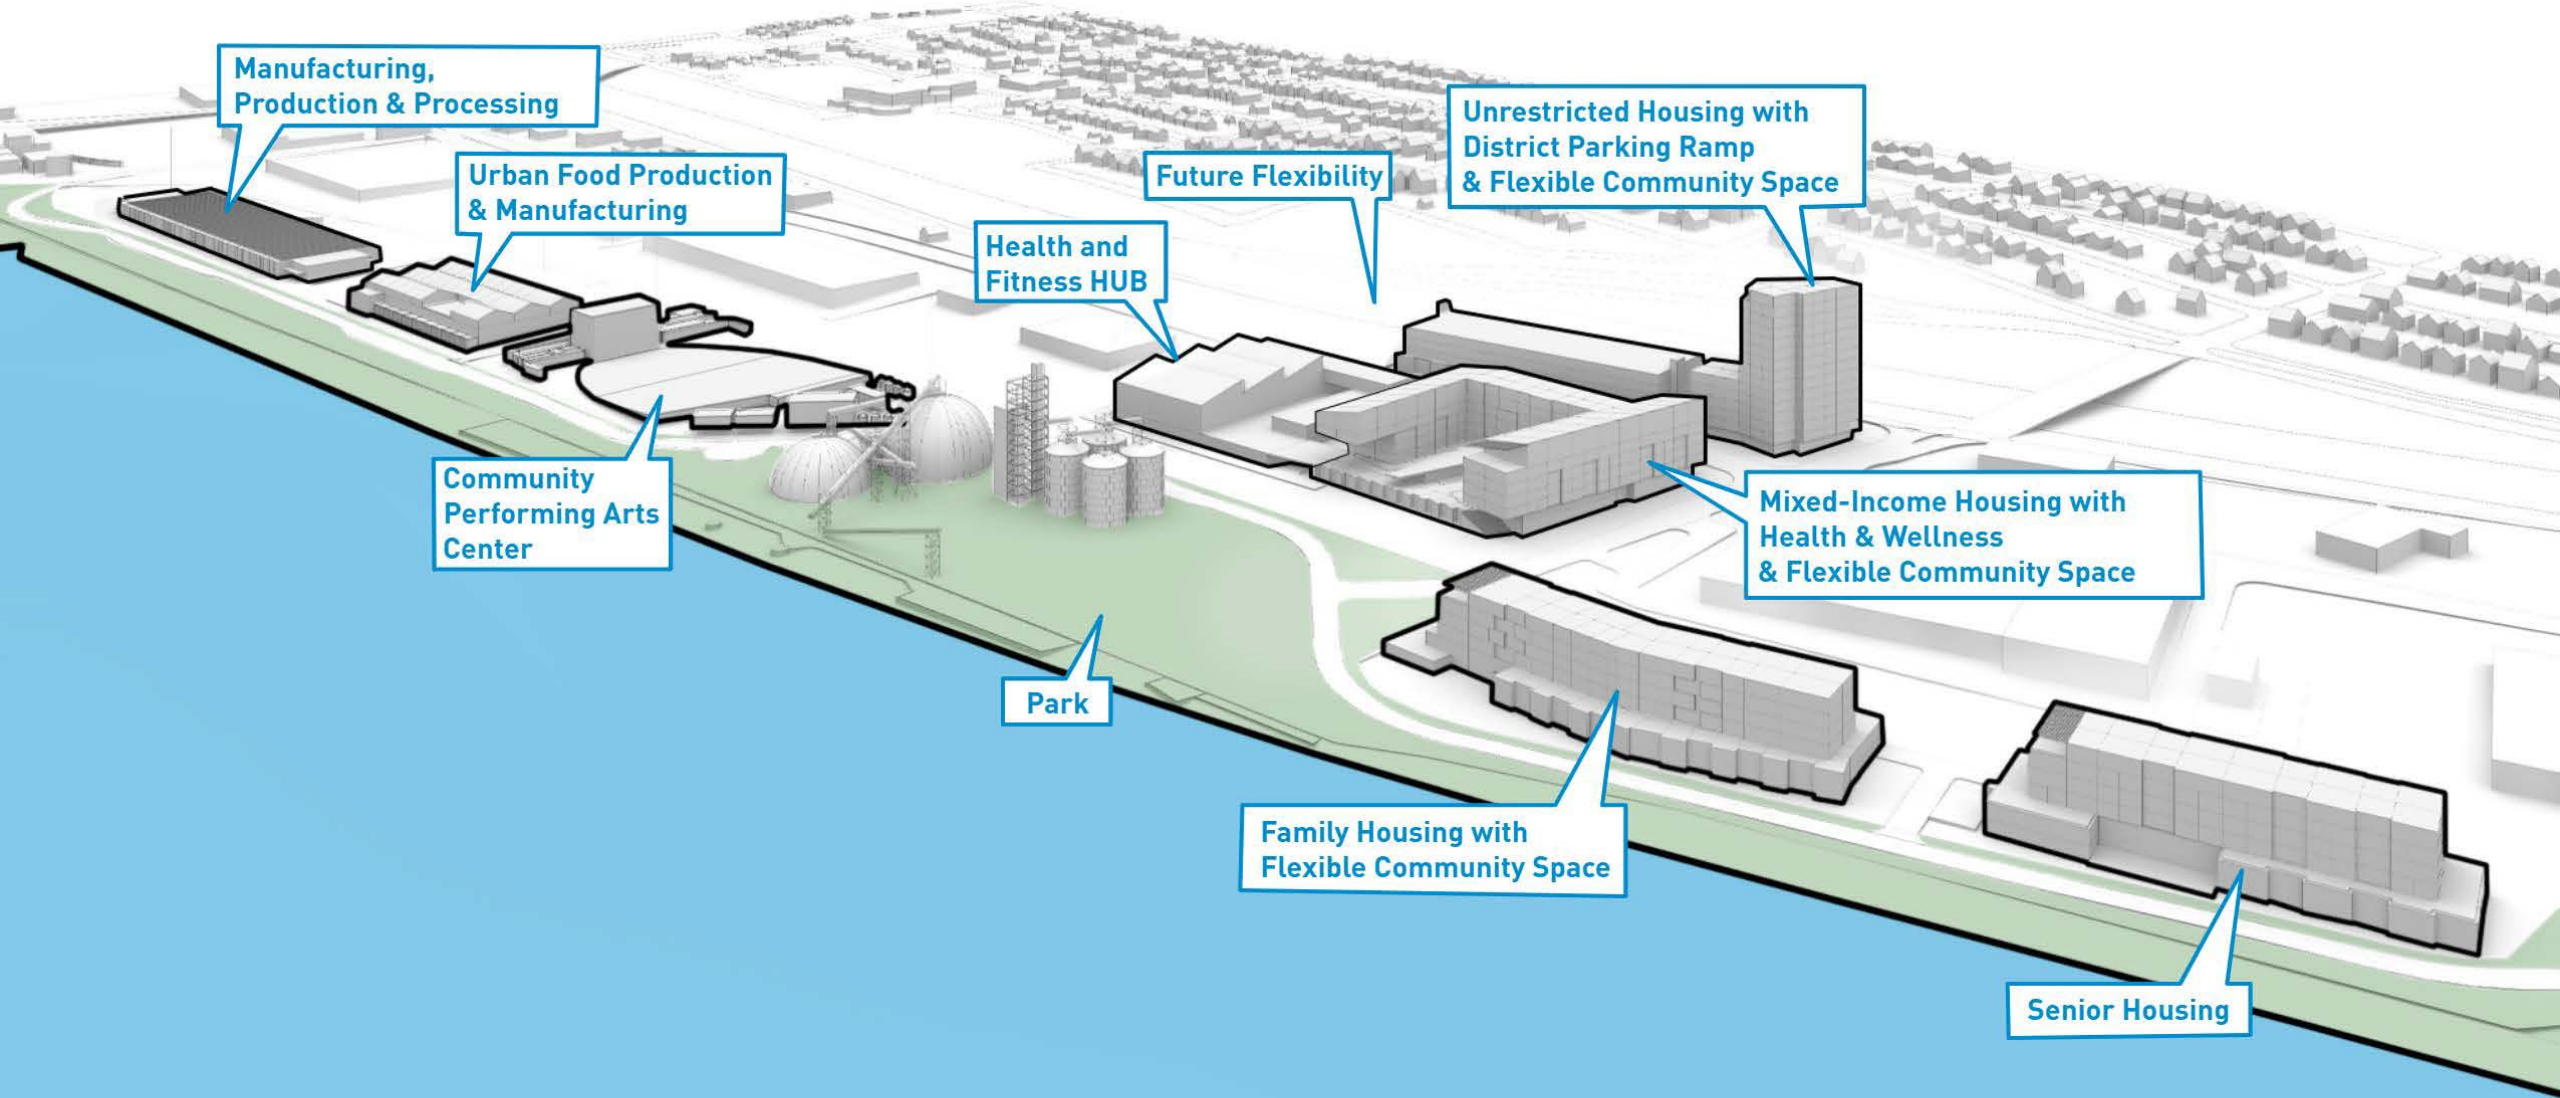 Manufacturing,
Production & Processing
Urban Food Production
& Manufacturing
Community
Performing Arts
Center
Health and
Fitness HUB
Future Flexibility
Unrestricted Housing with
District Parking Ramp
& Flexible Community Space
Mixed-Income Housing with
Health & Wellness
& Flexible Community Space
Park
Family Housing with
Flexible Community Space
Senior Housing